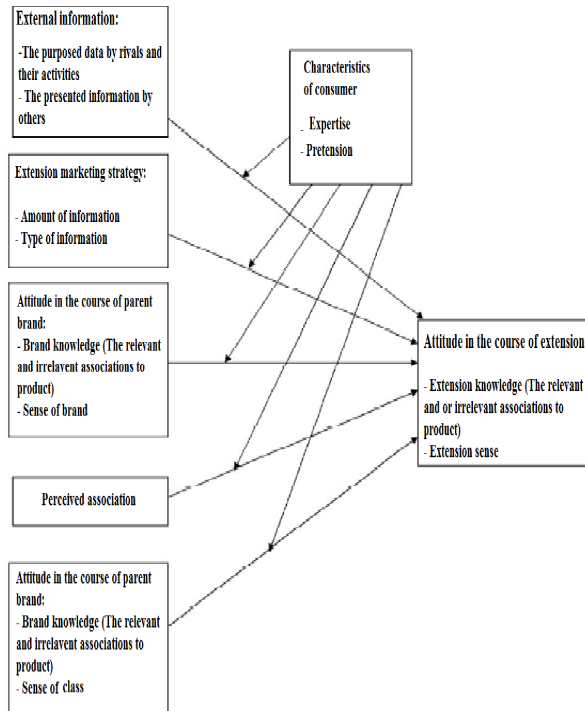 External information:
-The purposed data by rivals and
their activities
- The presented information by
others
Characteristics
of consumer
- Expertise
- Pretension
Extension marketing strategy:
- Amount of information
- Type of information
Attitude in the course of parent
brand:
- Brand knowledge (The relevant
and irrelavent associations to
product)
- Sense of brand
Attitude in the course of extension
- Extension knowledge (The relevant
and or irrelevant associations to
product)
- Extension sense
Perceived association
Attitude in the course of parent
brand:
- Brand knowledge (The relevant
and irrelavent associations to
product)
- Sense of class